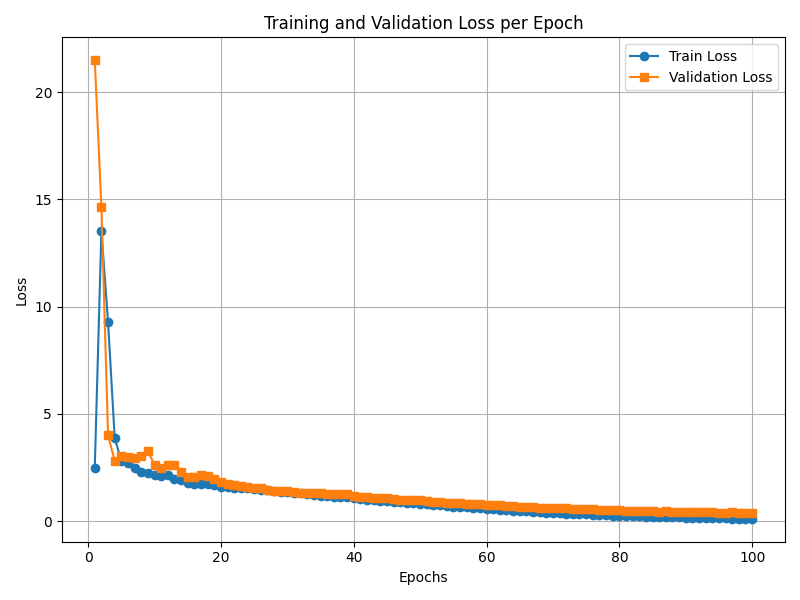 Training and Validation Loss per Epoch
Train Loss
Validation Loss
Loss
20
15
10
5
0
0 20 40 60 80 100
Epochs